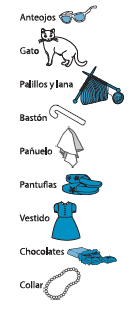 Anteojos
Gato
Palillos y lana
Bastón
Pañuelo
Pantuflas
Vestido
Chocolates
Collar